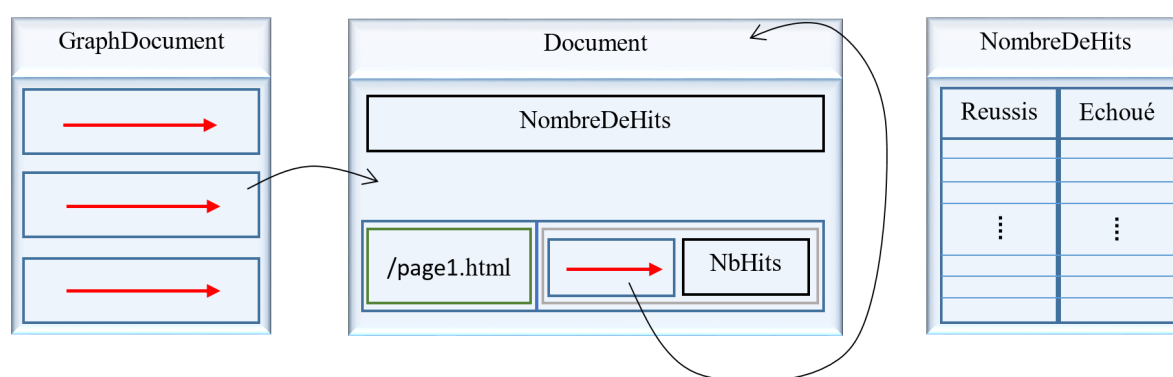 GraphDocument
Document
NombreDeHits
NombreDeHits
/page1.html
NbHits
Reussis
Echoué